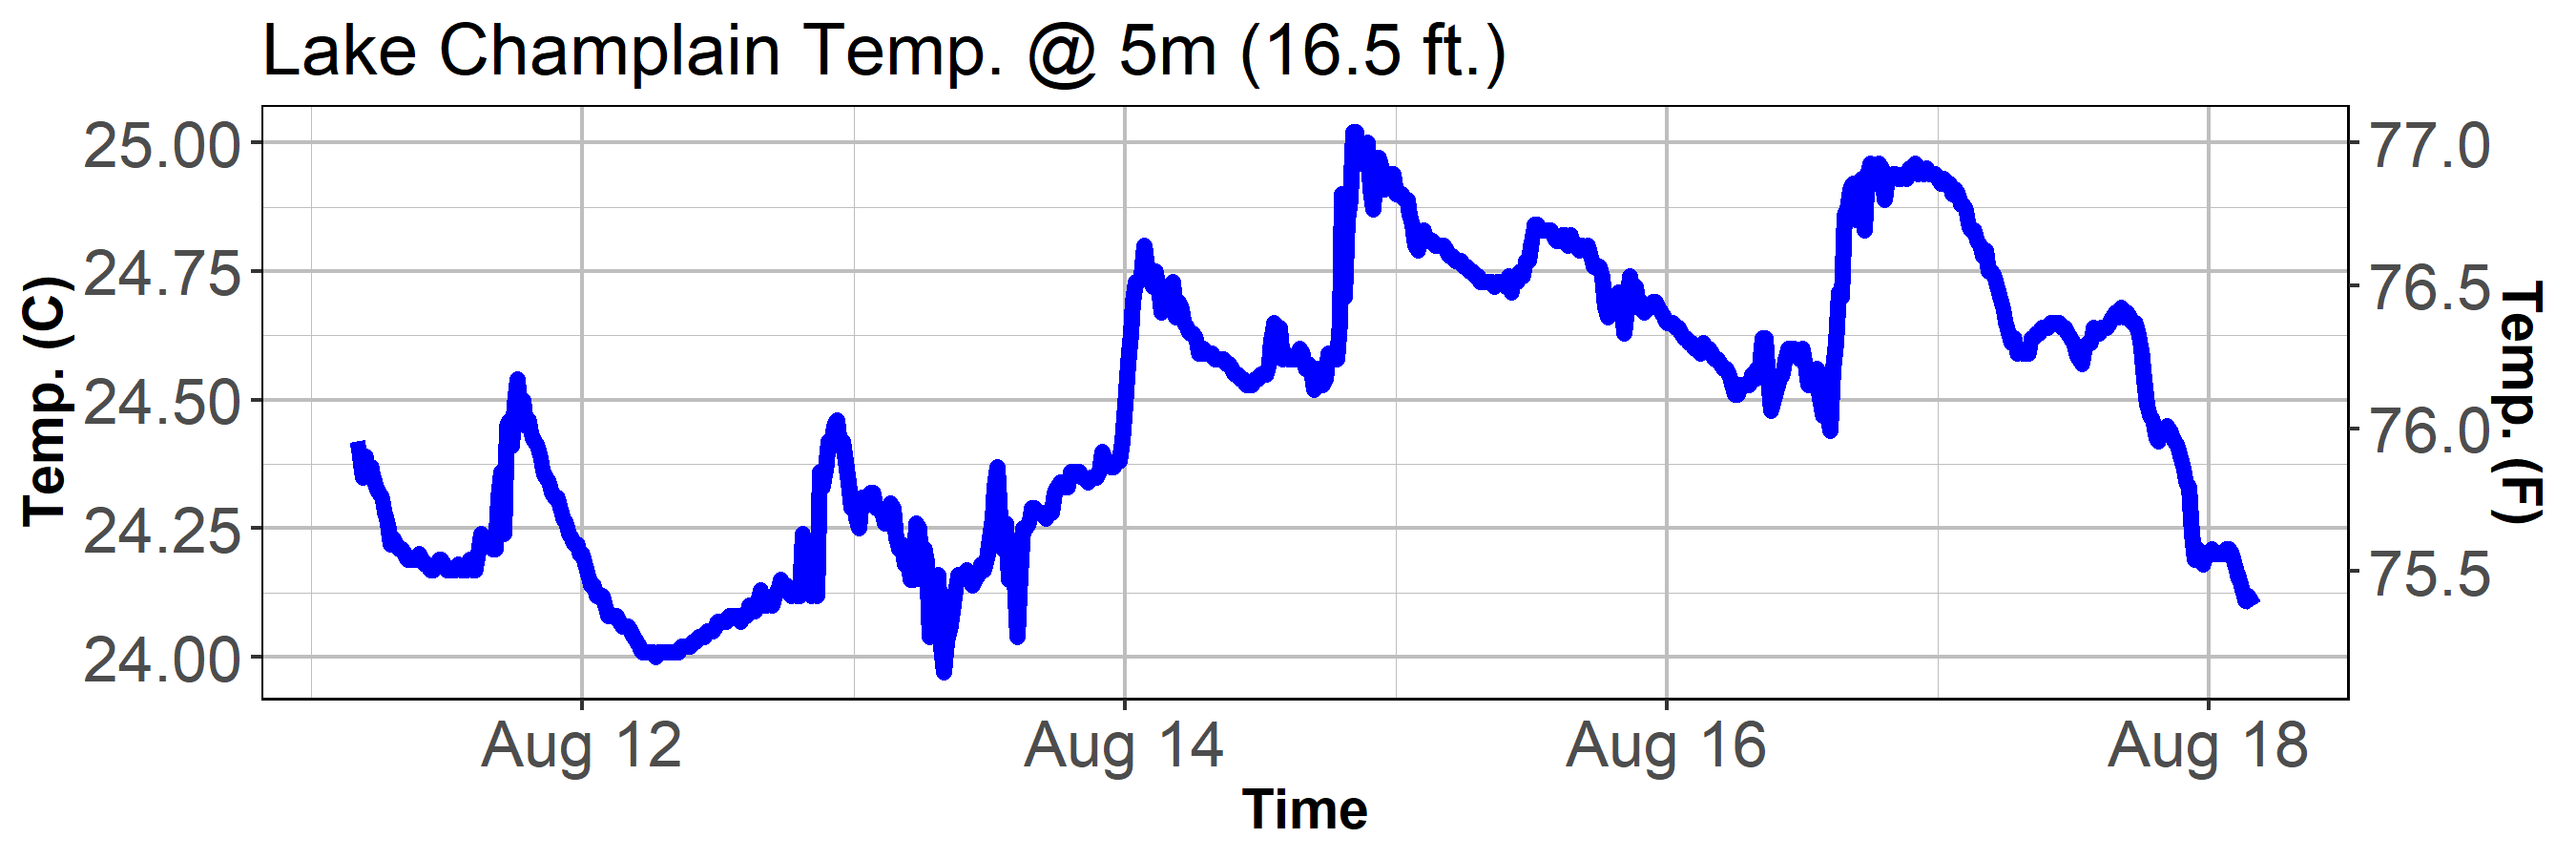 Lake Champlain Temp. @ 5m (16.5 ft.)
Temp. (C)
25.00
24.75
24.50
24.25
24.00
77.0
76.5
76.0
75.5
Temp. (F)
Aug 12 Aug 14 Aug 16 Aug 18
Time